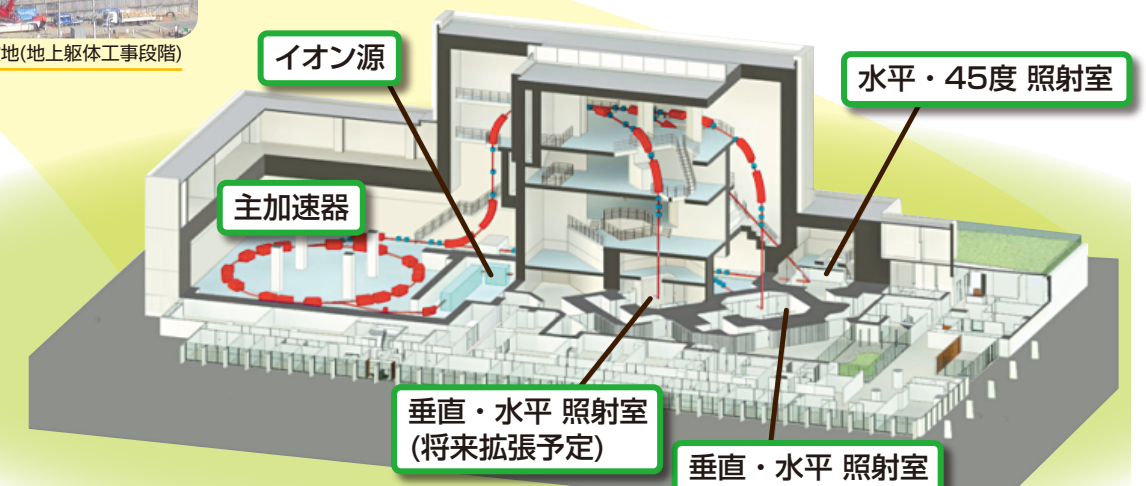 地(地上躯体工事段階)
イオン源
水平・45度 照射室
主加速器
垂直・水平 照射室
(将来拡張予定)
垂直・水平 照射室